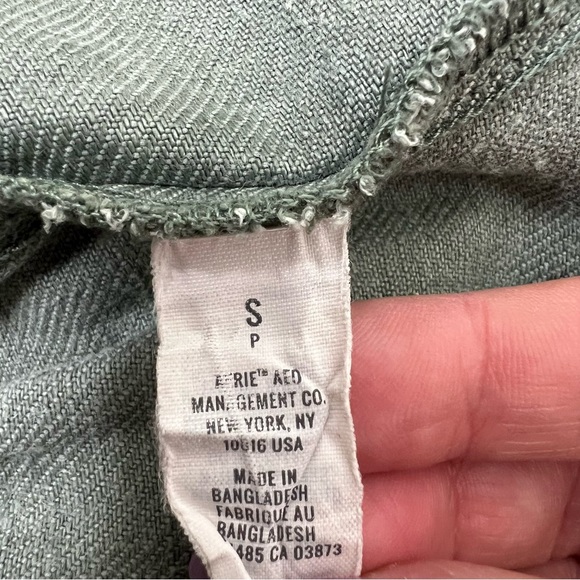 S
P
AERIE™ AEO
MANAGEMENT CO.
NEW YORK, NY
10016 USA
MADE IN
BANGLADESH
FABRIQUE AU
BANGLADESH
485 CA 03873